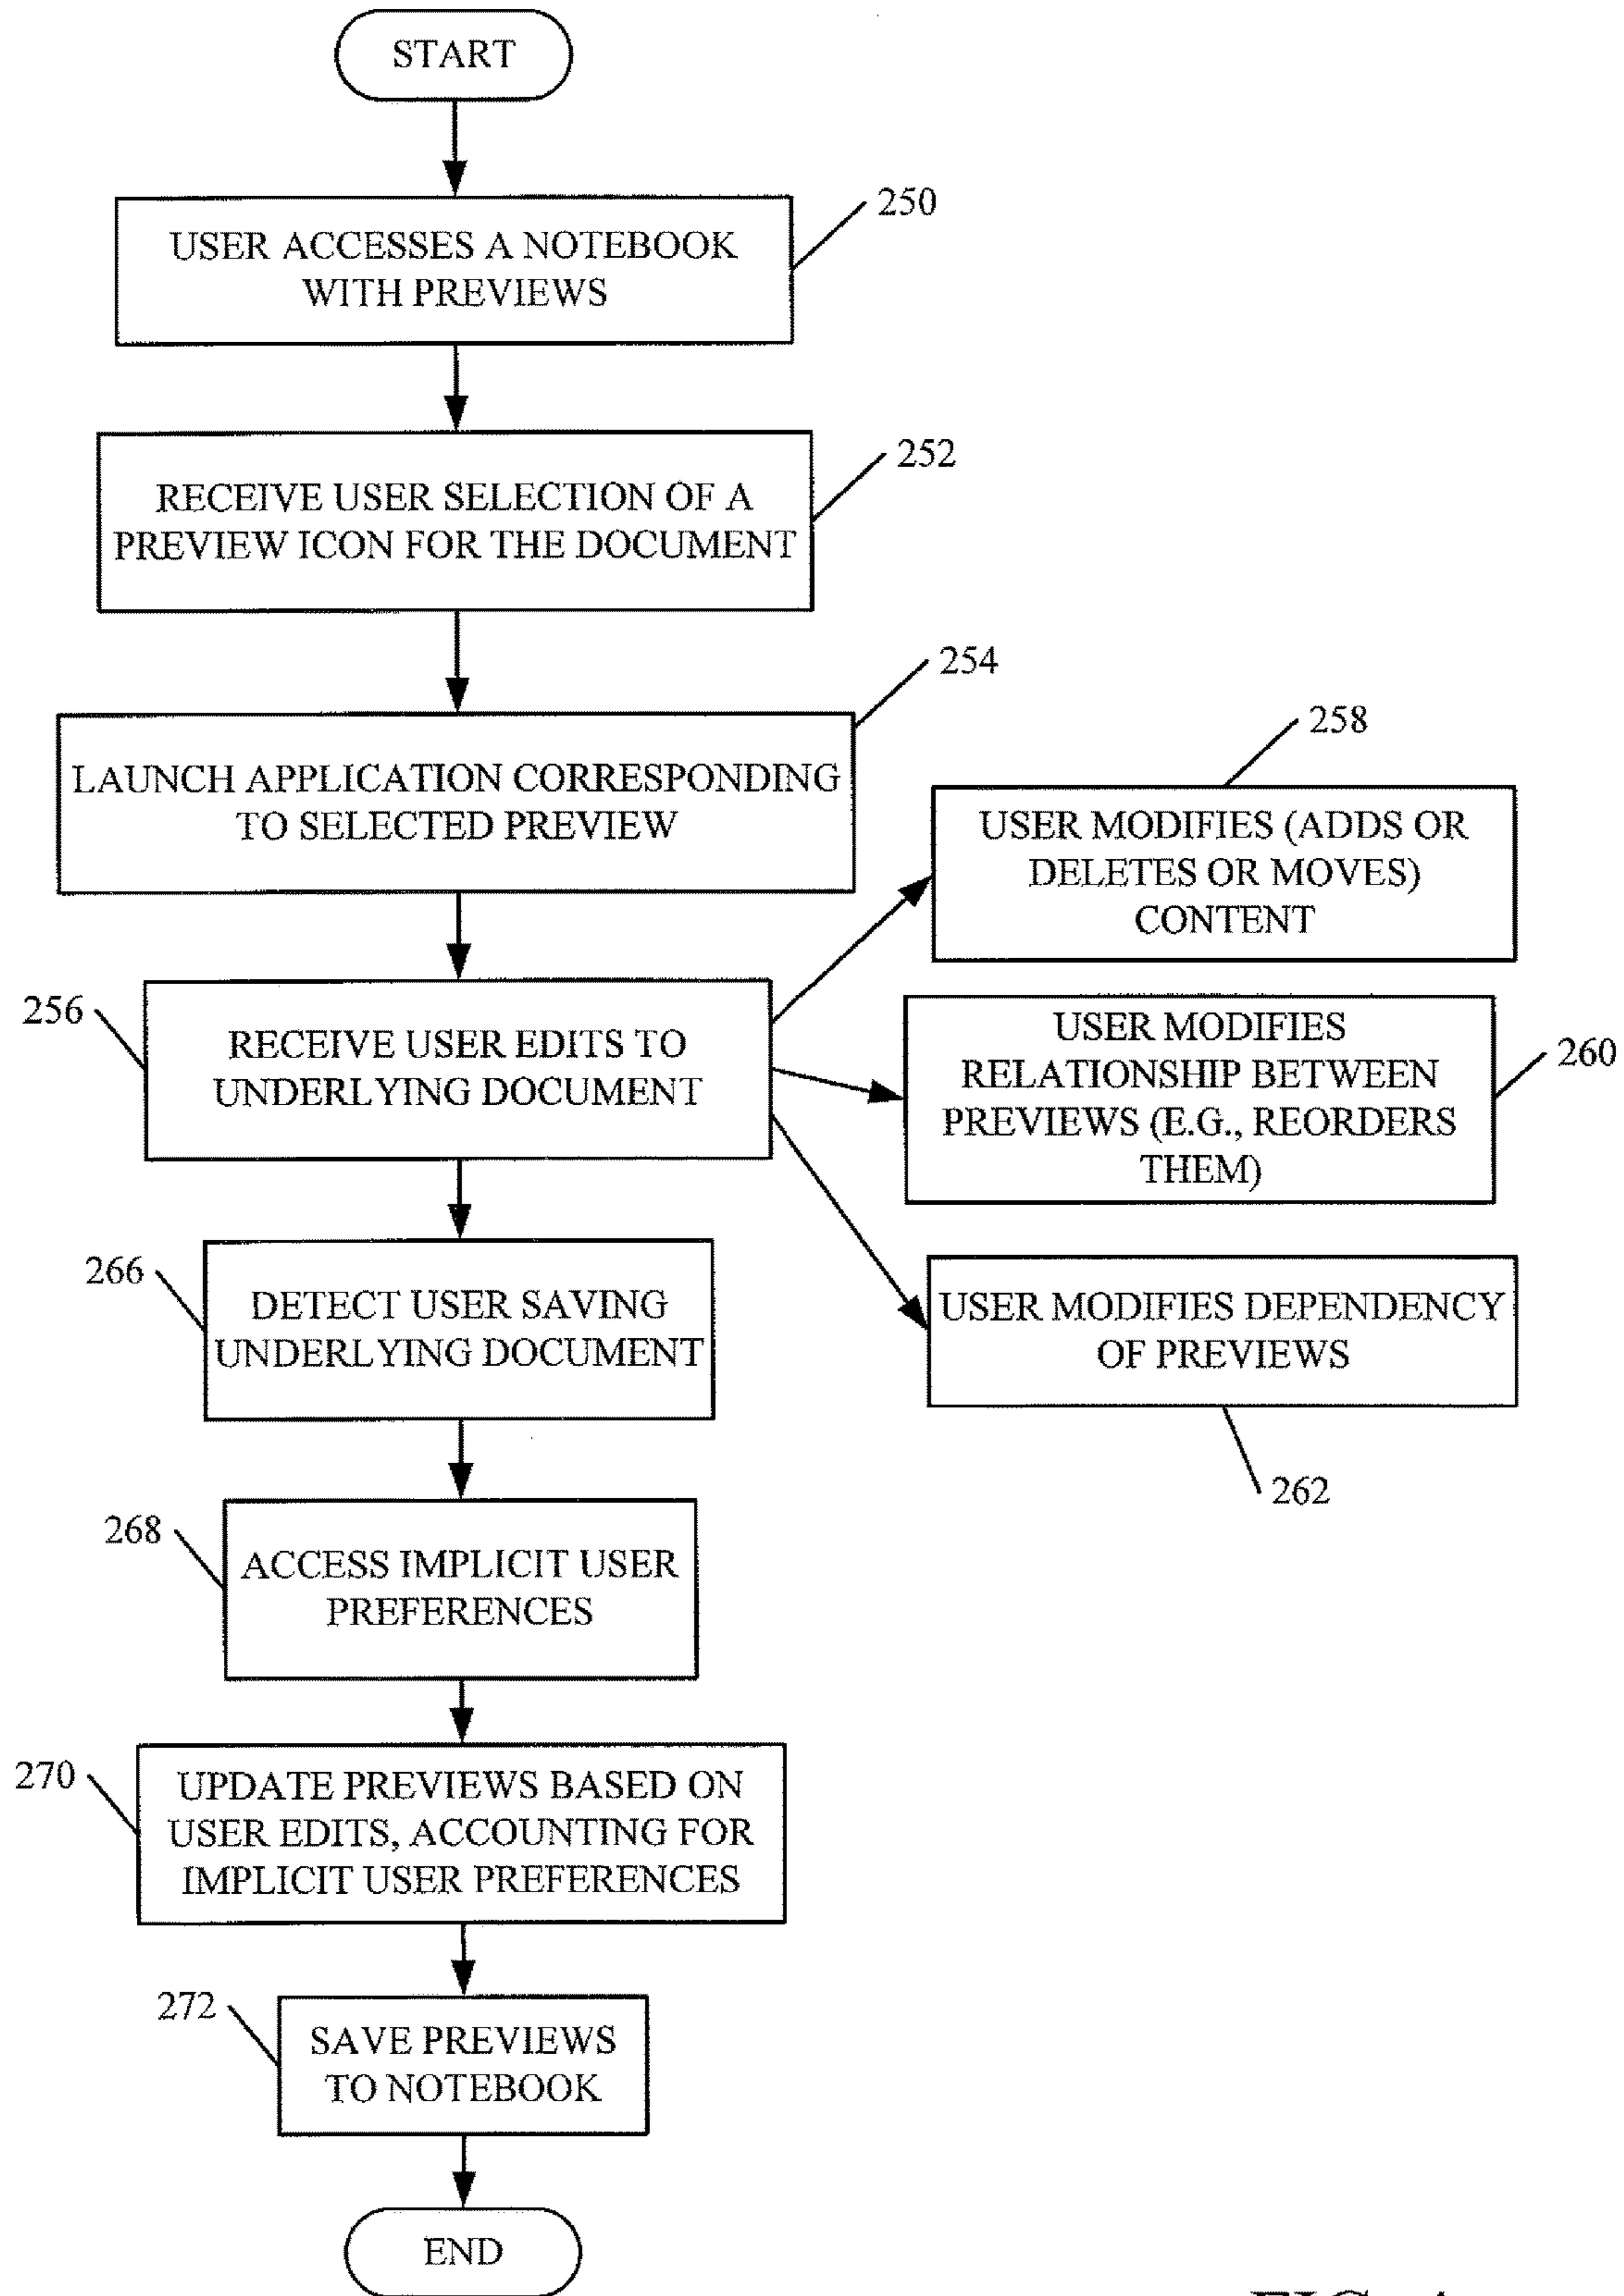 START
250
USER ACCESSES A NOTEBOOK
WITH PREVIEWS
252
RECEIVE USER SELECTION OF A
PREVIEW ICON FOR THE DOCUMENT
254
LAUNCH APPLICATION CORRESPONDING
TO SELECTED PREVIEW
258
USER MODIFIES (ADDS OR
DELETES OR MOVES)
CONTENT
256
RECEIVE USER EDITS TO
UNDERLYING DOCUMENT
260
USER MODIFIES
RELATIONSHIP BETWEEN
PREVIEWS (E.G., REORDERS
THEM)
USER MODIFIES DEPENDENCY
OF PREVIEWS
262
266
DETECT USER SAVING
UNDERLYING DOCUMENT
268
ACCESS IMPLICIT USER
PREFERENCES
270
UPDATE PREVIEWS BASED ON
USER EDITS, ACCOUNTING FOR
IMPLICIT USER PREFERENCES
272
SAVE PREVIEWS
TO NOTEBOOK
END